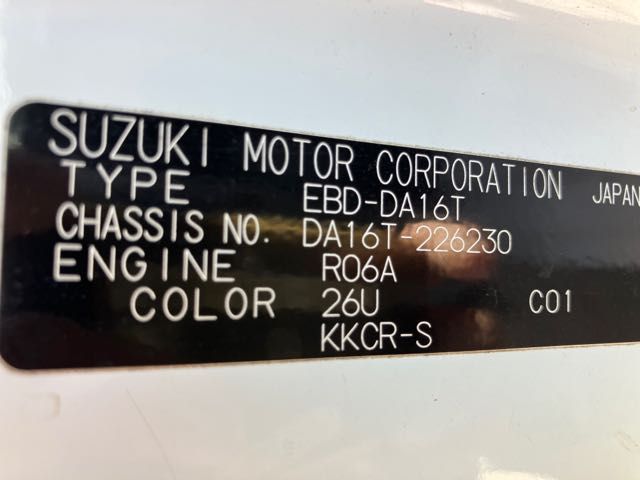 SUZUKI MOTOR CORPORATION JAPAN
TYPE EBD-DA16T
CHASSIS NO. DA16T-226230
ENGINE R06A
COLOR 26U C01
KKCR-S